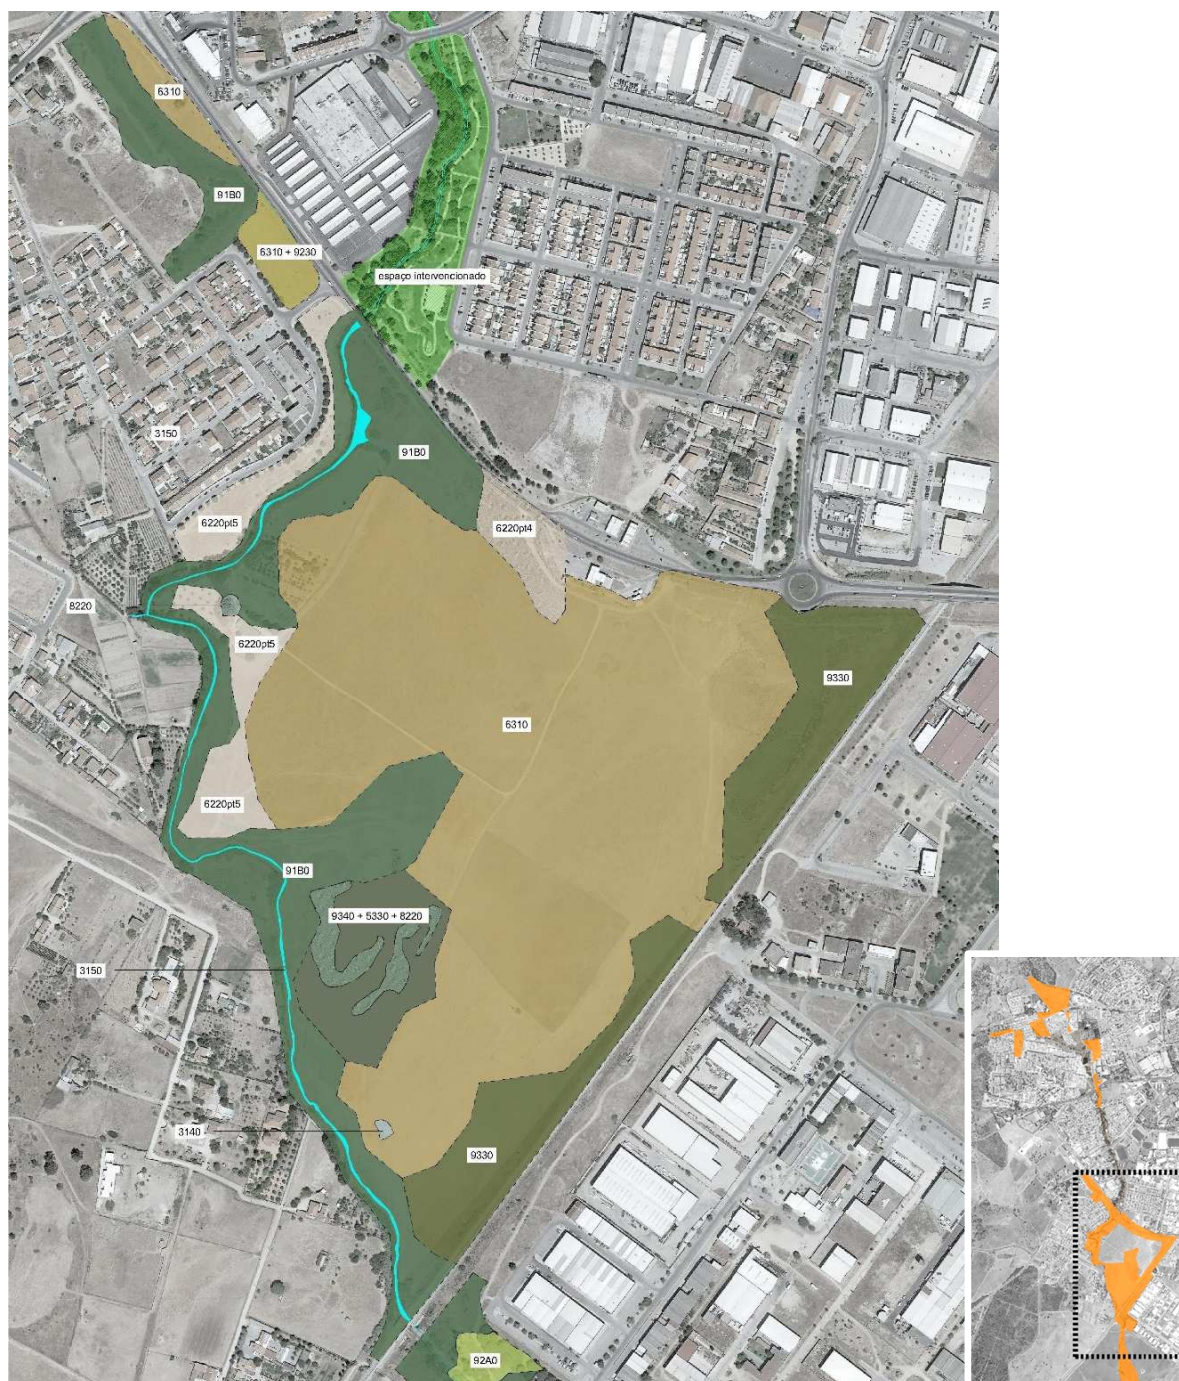 6310
91B0
6310 + 9230
espaço intervencionado
3150
91B0
6220pt5
6220pt4
8220
6220pt5
9330
6310
6220pt5
91B0
9340 + 5330 + 8220
3150
3140
9330
92A0